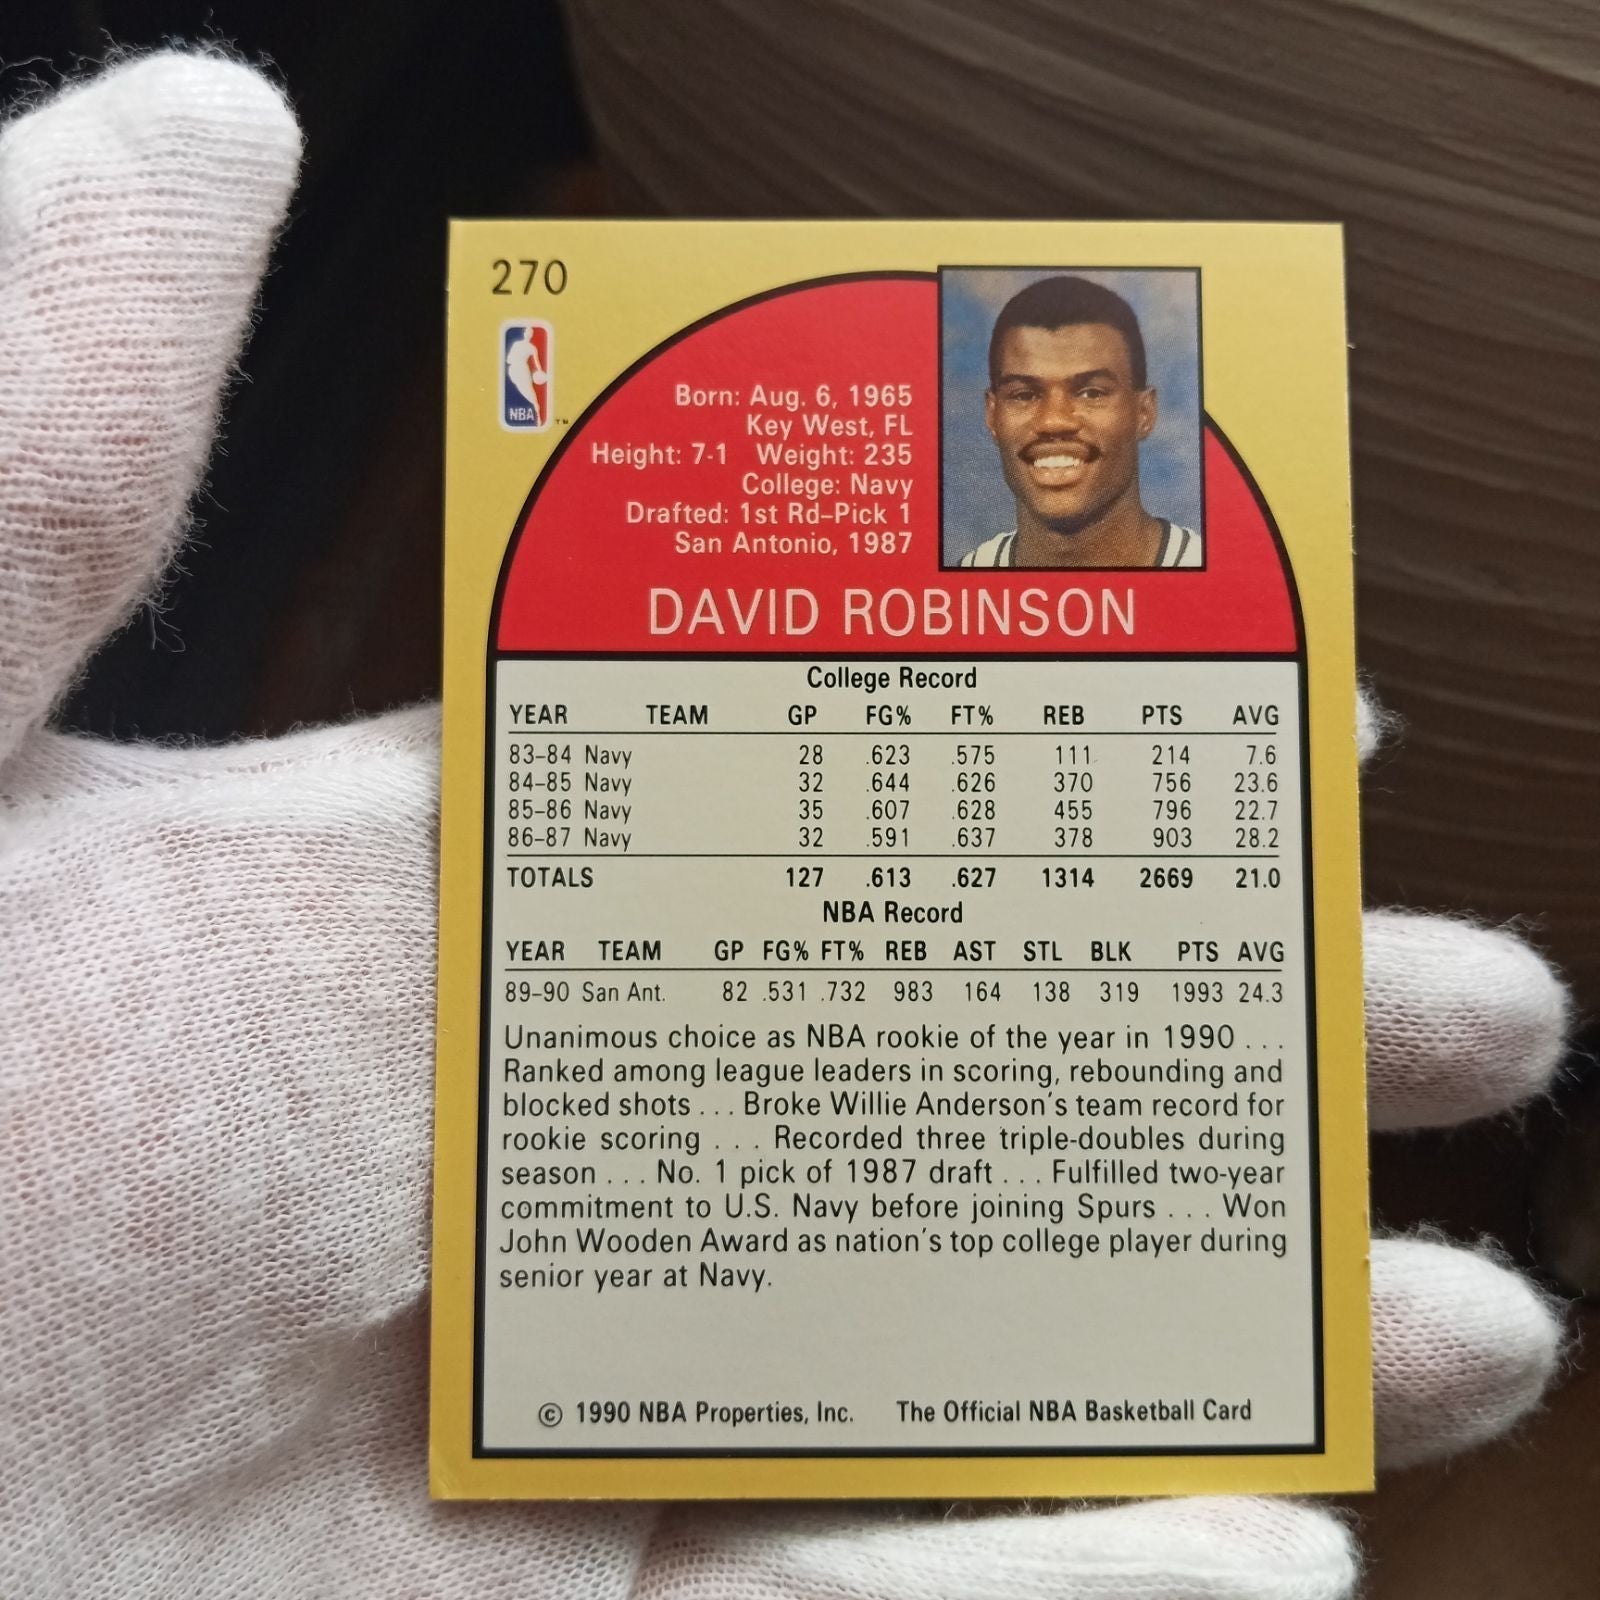 270
NBA
TM
Born: Aug. 6, 1965
Key West, FL
Height: 7-1 Weight: 235
College: Navy
Drafted: 1st Rd–Pick 1
San Antonio, 1987
DAVID ROBINSON
College Record
YEAR TEAM GP FG% FT% REB PTS AVG
83–84 Navy 28 .623 .575 111 214 7.6
84–85 Navy 32 .644 .626 370 756 23.6
85–86 Navy 35 .607 .628 455 796 22.7
86–87 Navy 32 .591 .637 378 903 28.2
TOTALS 127 .613 .627 1314 2669 21.0
NBA Record
YEAR TEAM GP FG% FT% REB AST STL BLK PTS AVG
89–90 San Ant. 82 .531 .732 983 164 138 319 1993 24.3
Unanimous choice as NBA rookie of the year in 1990 . . .
Ranked among league leaders in scoring, rebounding and
blocked shots . . . Broke Willie Anderson's team record for
rookie scoring . . . Recorded three triple-doubles during
season . . . No. 1 pick of 1987 draft . . . Fulfilled two-year
commitment to U.S. Navy before joining Spurs . . . Won
John Wooden Award as nation's top college player during
senior year at Navy.
© 1990 NBA Properties, Inc. The Official NBA Basketball Card